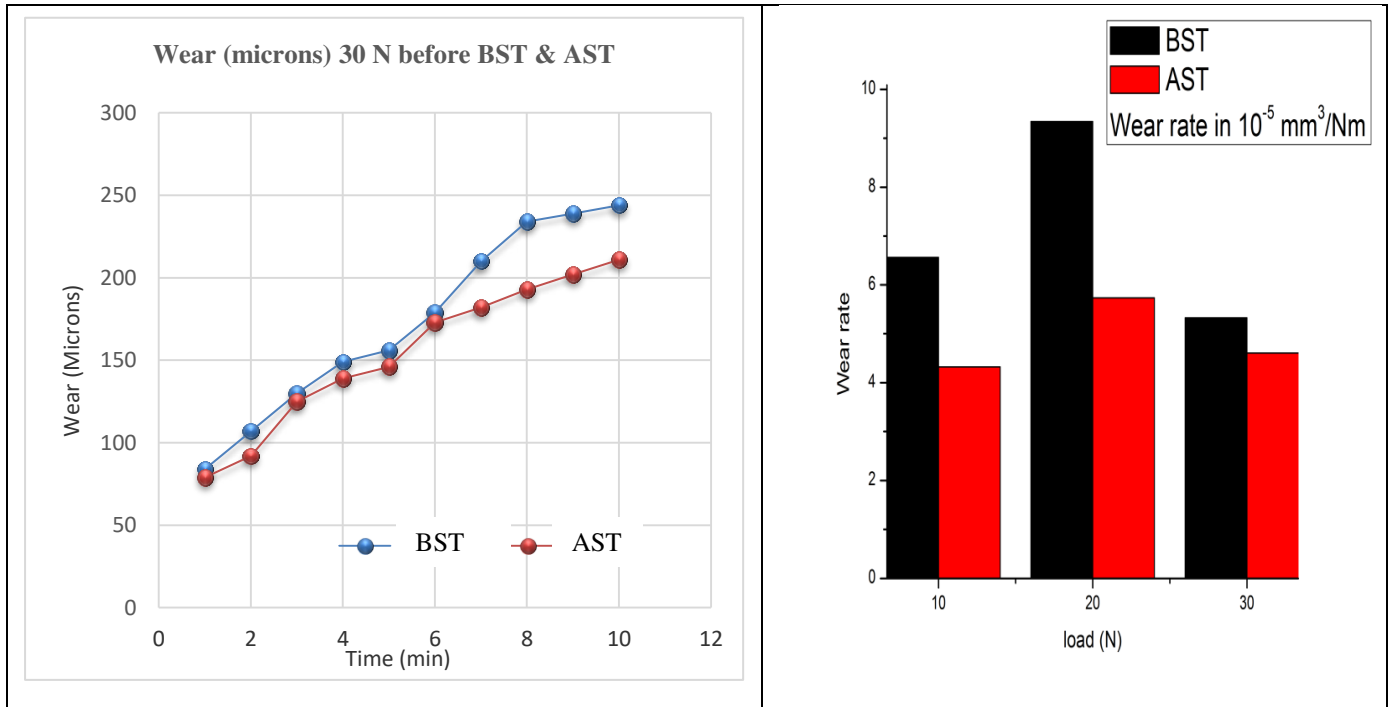 Wear (microns) 30 N before BST & AST
300
250
200
150
100
50
0
Wear (Microns)
0 2 4 6 8 10 12
Time (min)
BST AST
BST
AST
Wear rate in 10⁻⁵ mm³/Nm
10
8
6
4
2
0
Wear rate
10 20 30
load (N)